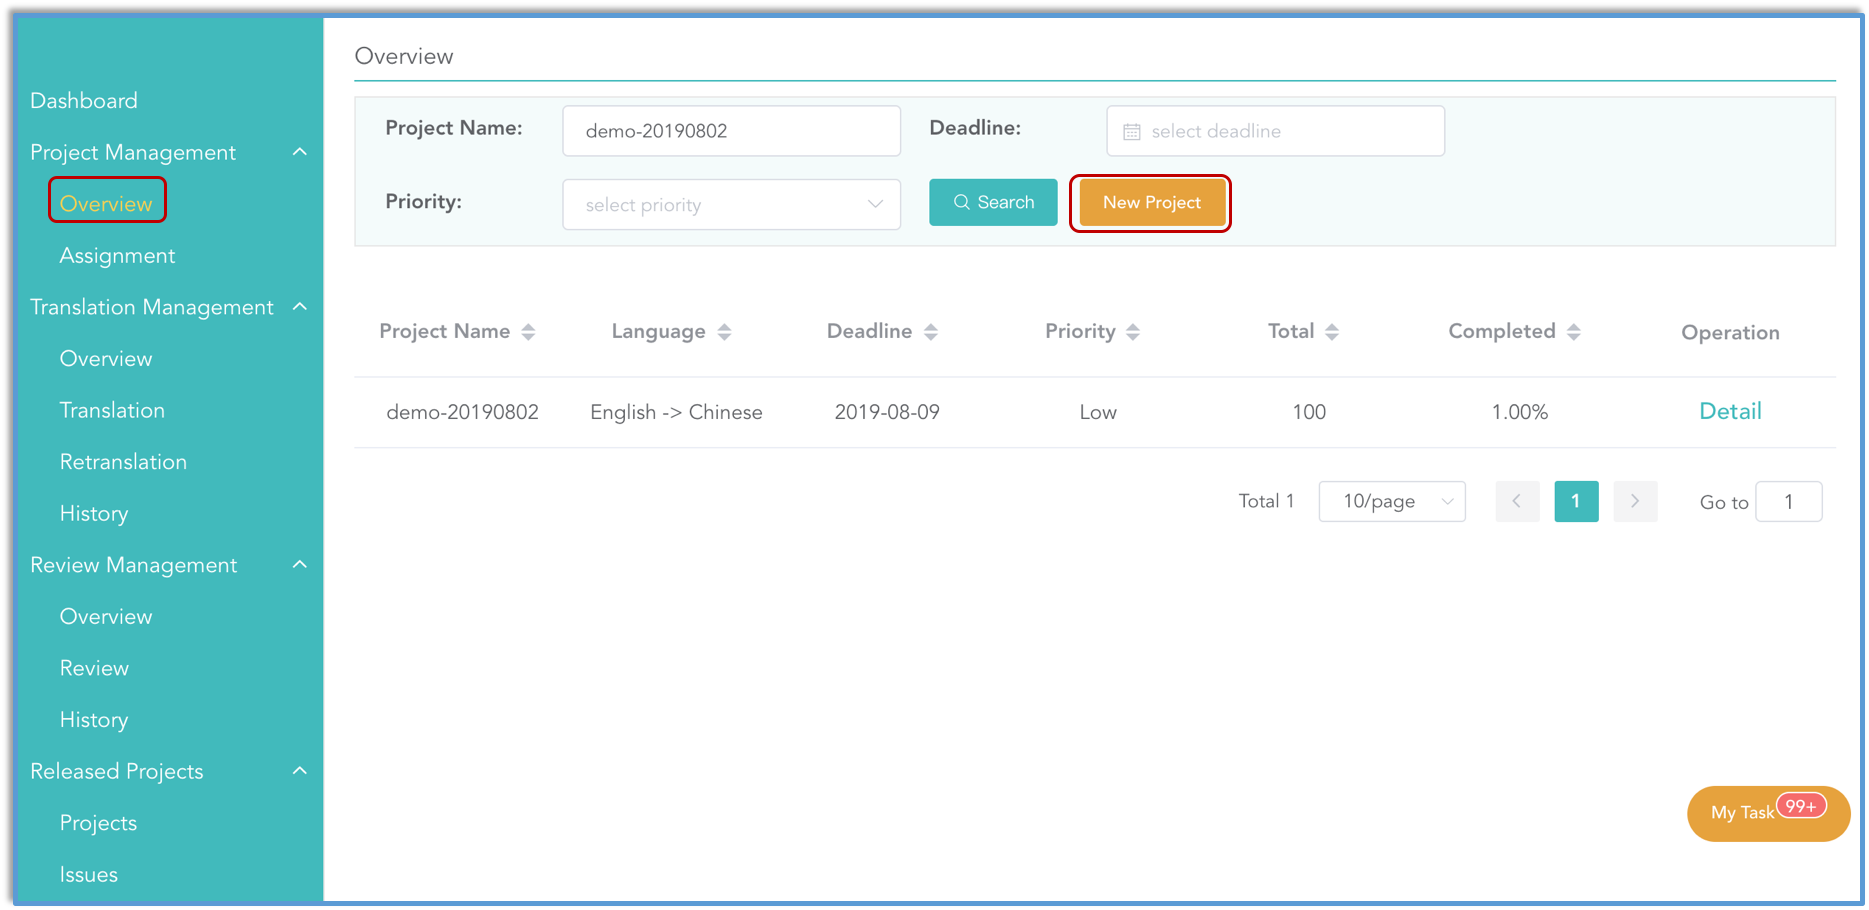 Dashboard
Project Management
Overview
Assignment
Translation Management
Overview
Translation
Retranslation
History
Review Management
Overview
Review
History
Released Projects
Projects
Issues
Overview
Project Name: demo-20190802 Deadline: select deadline
Priority: select priority Search New Project
Project Name Language Deadline Priority Total Completed Operation
demo-20190802 English -> Chinese 2019-08-09 Low 100 1.00% Detail
Total 1 10/page 1 Go to 1
My Task 99+